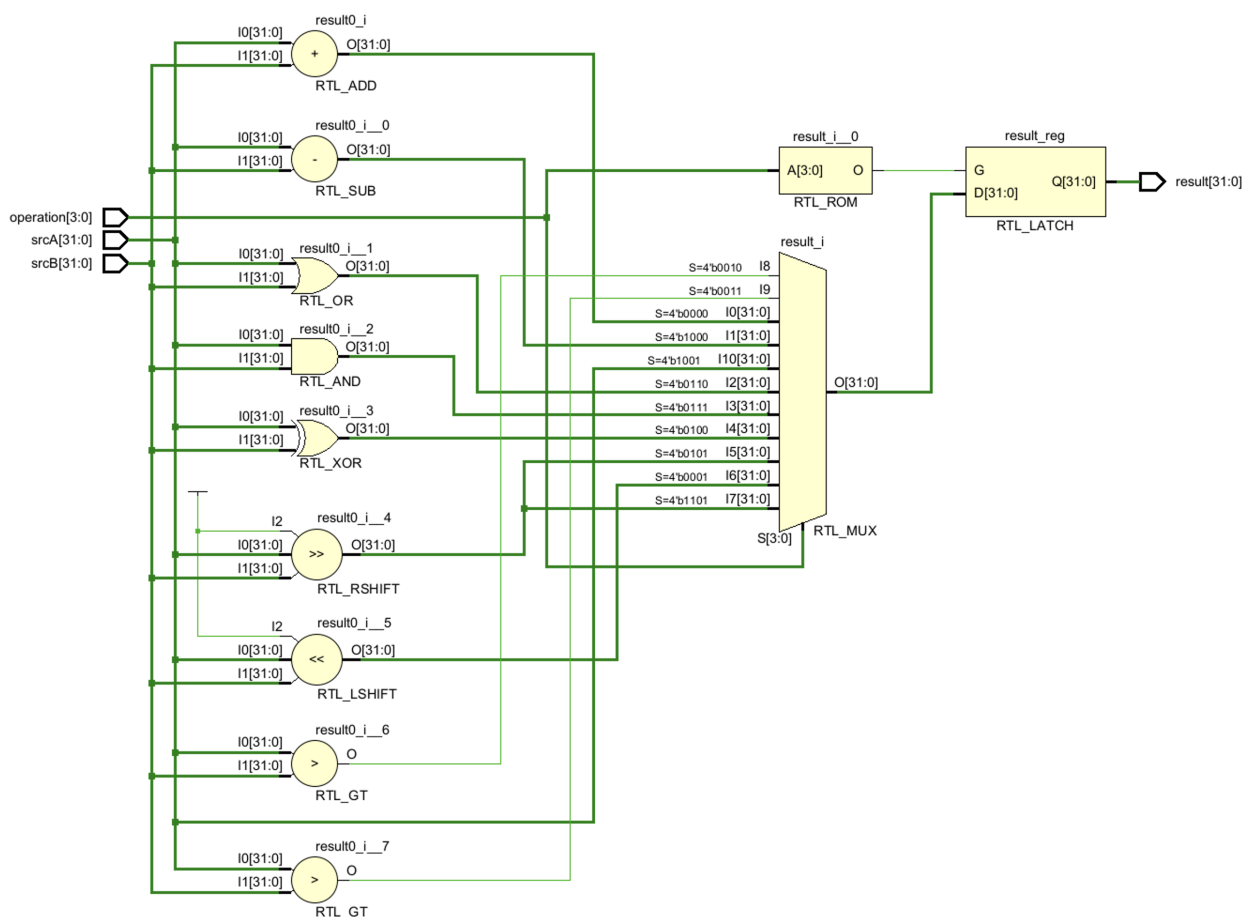 result0_i
I0[31:0]
I1[31:0]
+
O[31:0]
RTL_ADD
result0_i__0
I0[31:0]
I1[31:0]
-
O[31:0]
RTL_SUB
operation[3:0]
srcA[31:0]
srcB[31:0]
result0_i__1
I0[31:0]
I1[31:0]
O[31:0]
RTL_OR
result0_i__2
I0[31:0]
I1[31:0]
O[31:0]
RTL_AND
result0_i__3
I0[31:0]
I1[31:0]
O[31:0]
RTL_XOR
result0_i__4
I2
I0[31:0]
I1[31:0]
>>
O[31:0]
RTL_RSHIFT
result0_i__5
I2
I0[31:0]
I1[31:0]
<<
O[31:0]
RTL_LSHIFT
result0_i__6
I0[31:0]
I1[31:0]
>
O
RTL_GT
result0_i__7
I0[31:0]
I1[31:0]
>
O
RTL_GT
result_i__0
A[3:0] O
RTL_ROM
result_reg
G
D[31:0]
Q[31:0]
RTL_LATCH
result[31:0]
result_i
S=4'b0010 I8
S=4'b0011 I9
S=4'b0000 I0[31:0]
S=4'b1000 I1[31:0]
S=4'b1001 I10[31:0]
S=4'b0110 I2[31:0]
S=4'b0111 I3[31:0]
S=4'b0100 I4[31:0]
S=4'b0101 I5[31:0]
S=4'b0001 I6[31:0]
S=4'b1101 I7[31:0]
O[31:0]
S[3:0]
RTL_MUX